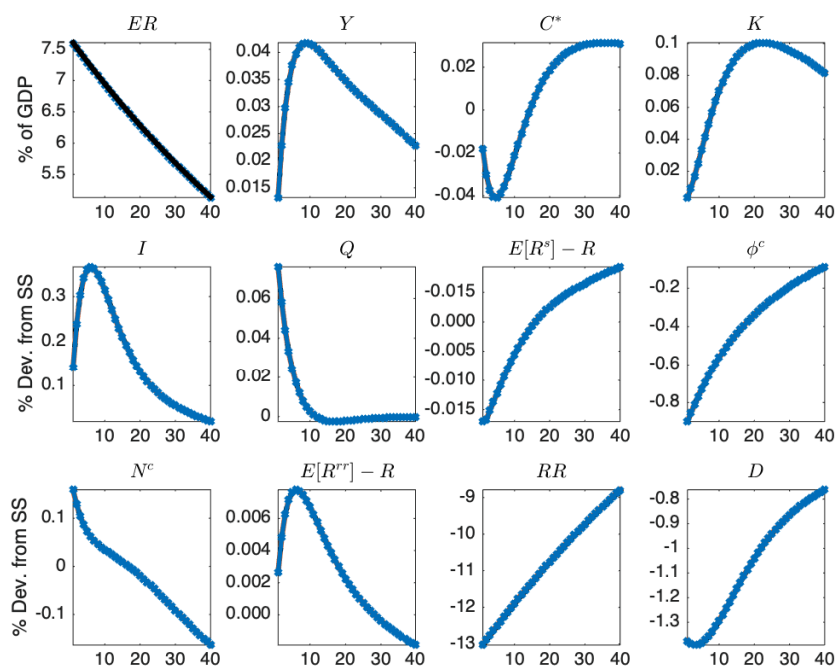 ER
Y
C*
K
% of GDP
7.5
7
6.5
6
5.5
10 20 30 40
0.04
0.035
0.03
0.025
0.02
0.015
10 20 30 40
0.02
0
-0.02
-0.04
10 20 30 40
0.1
0.08
0.06
0.04
0.02
10 20 30 40
I
Q
E[R^s] − R
ϕ^c
% Dev. from SS
0.3
0.2
0.1
10 20 30 40
0.06
0.04
0.02
0
10 20 30 40
-0.015
0.000
-0.005
-0.010
-0.015
10 20 30 40
-0.2
-0.4
-0.6
-0.8
10 20 30 40
N^c
E[R^{rr}] − R
RR
D
% Dev. from SS
0.1
0
-0.1
10 20 30 40
0.006
0.004
0.002
0.000
10 20 30 40
-9
-10
-11
-12
-13
10 20 30 40
-0.8
-0.9
-1
-1.1
-1.2
-1.3
10 20 30 40